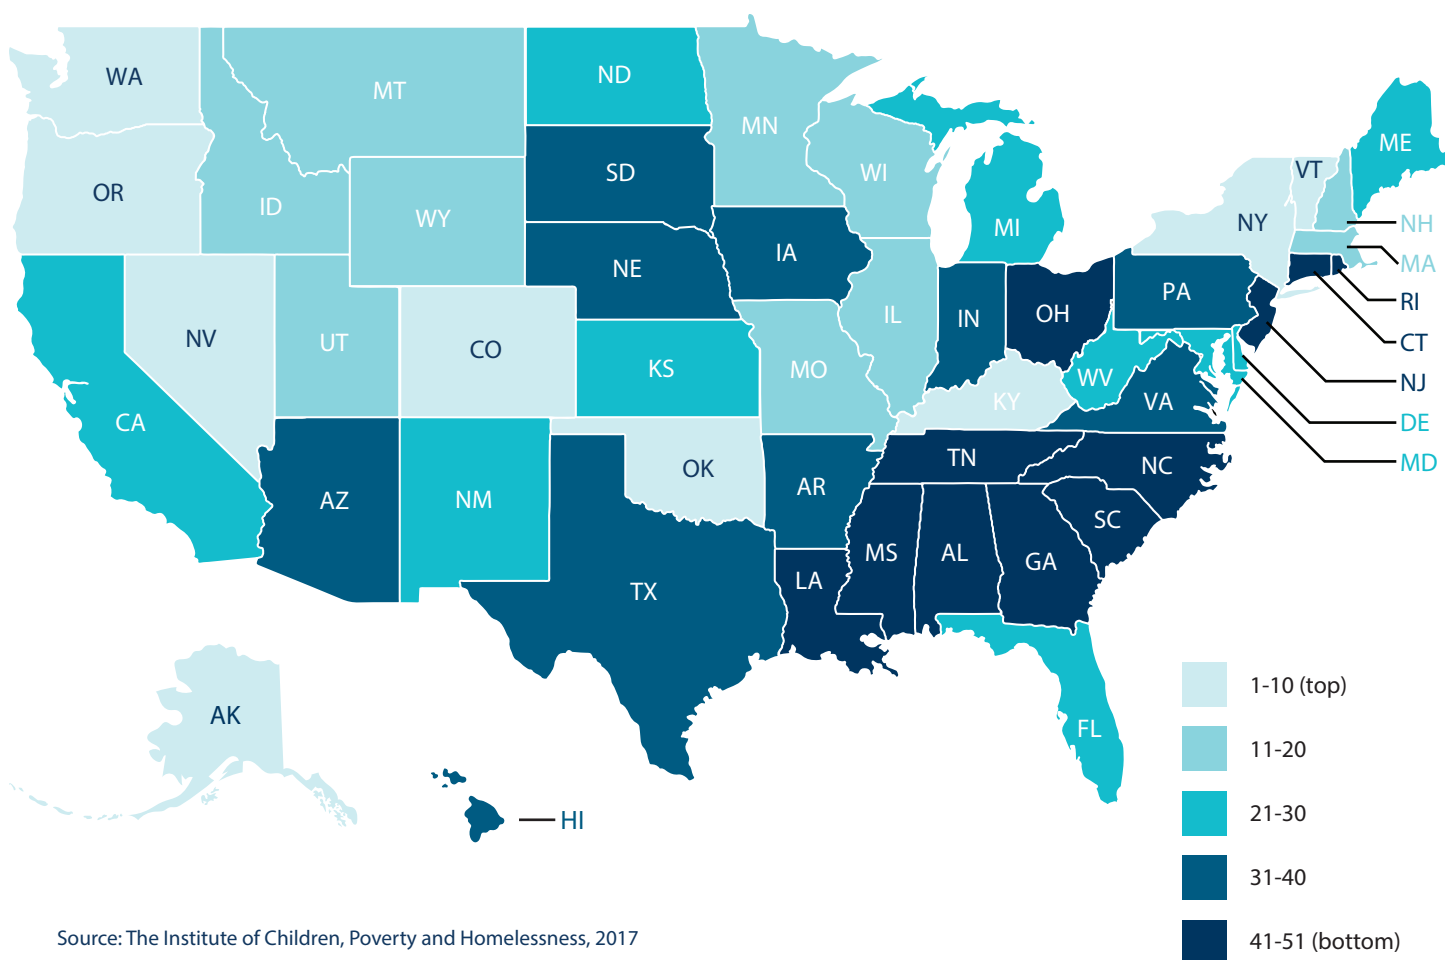 WA
MT
ND
MN
ME
OR
ID
WY
SD
WI
MI
VT
NY
NH
MA
NE
IA
PA
RI
NV
UT
CO
KS
MO
IL
IN
OH
CT
NJ
CA
WV
VA
KY
DE
MD
AZ
NM
OK
AR
TN
NC
SC
TX
LA
MS
AL
GA
FL
AK
HI
1-10 (top)
11-20
21-30
31-40
41-51 (bottom)
Source: The Institute of Children, Poverty and Homelessness, 2017